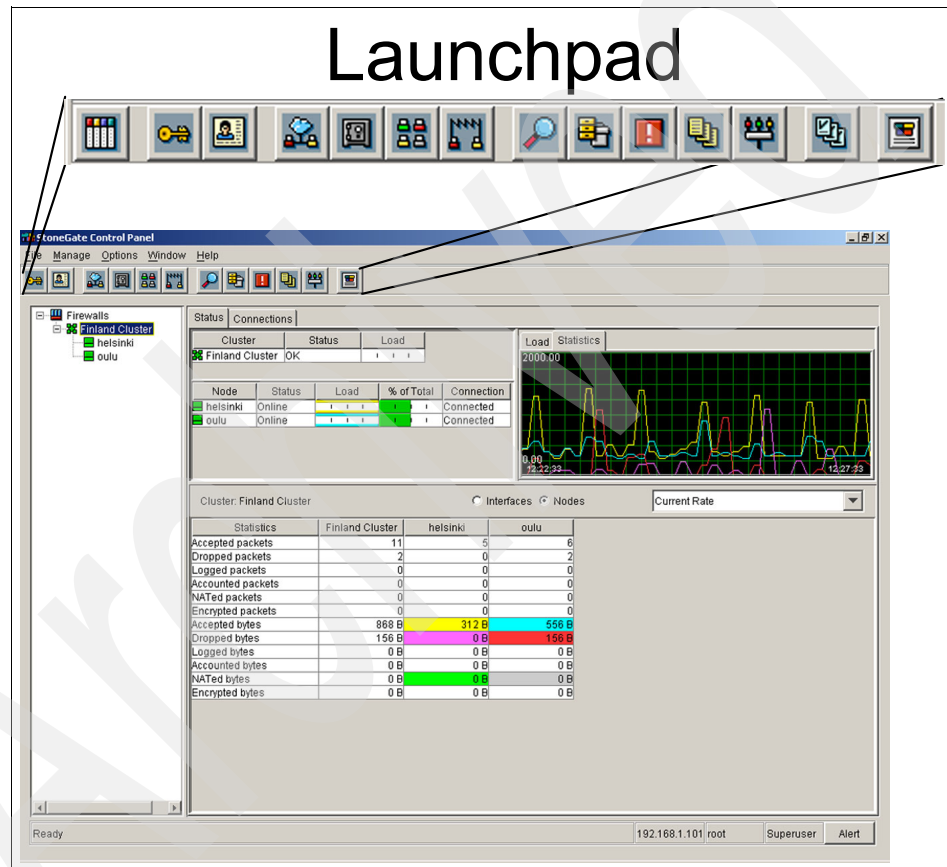 Launchpad
StoneGate Control Panel
File Manage Options Window Help
Firewalls
Finland Cluster
helsinki
oulu
Status Connections
Cluster Status Load
Finland Cluster OK
Node Status Load % of Total Connection
helsinki Online Connected
oulu Online Connected
Load Statistics
2000.00
0.00
12:22:33 12:27:33
Cluster: Finland Cluster Interfaces Nodes Current Rate
Statistics Finland Cluster helsinki oulu
Accepted packets 11 5 6
Dropped packets 2 0 2
Logged packets 0 0 0
Accounted packets 0 0 0
NATed packets 0 0 0
Encrypted packets 0 0 0
Accepted bytes 868 B 312 B 556 B
Dropped bytes 156 B 0 B 156 B
Logged bytes 0 B 0 B 0 B
Accounted bytes 0 B 0 B 0 B
NATed bytes 0 B 0 B 0 B
Encrypted bytes 0 B 0 B 0 B
Ready 192.168.1.101 root Superuser Alert
Archived